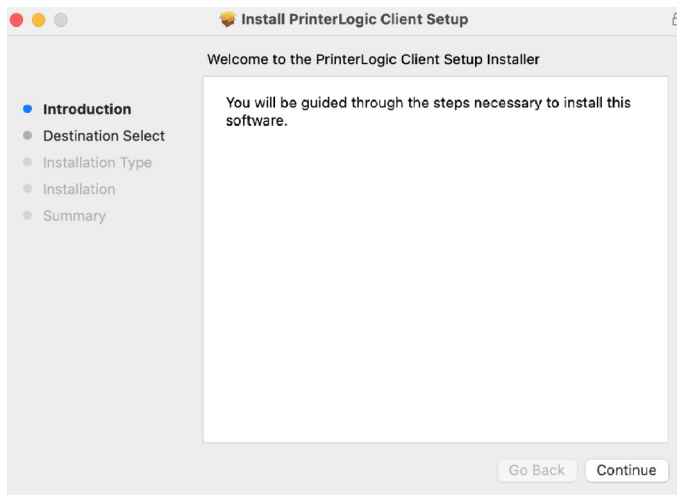 Install PrinterLogic Client Setup
Welcome to the PrinterLogic Client Setup Installer
Introduction
Destination Select
Installation Type
Installation
Summary
You will be guided through the steps necessary to install this
software.
Go Back
Continue